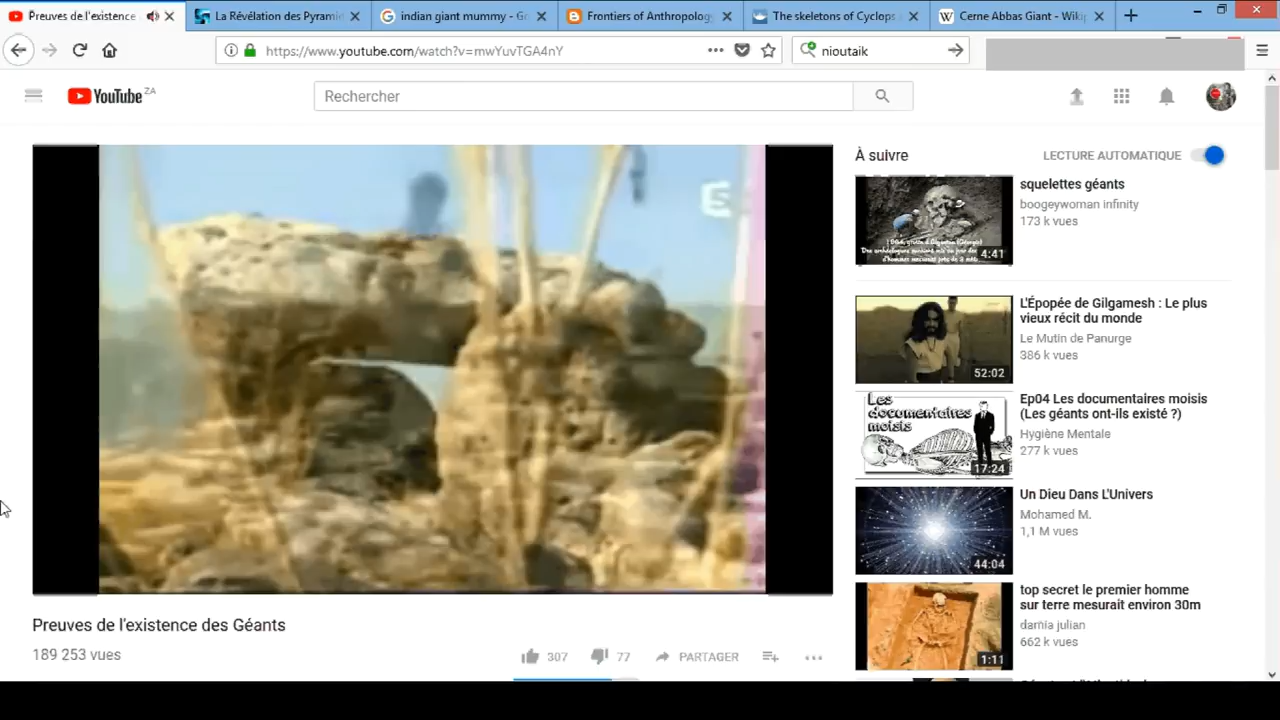 Preuves de l'existence
La Révélation des Pyramid
indian giant mummy - Go
Frontiers of Anthropology
The skeletons of Cyclops
Cerne Abbas Giant - Wikip
https://www.youtube.com/watch?v=mwYuvTGA4nY
nioutaik
YouTube ZA
Rechercher
À suivre
LECTURE AUTOMATIQUE
squelettes géants
boogeywoman infinity
173 k vues
4:41
L'Épopée de Gilgamesh : Le plus
vieux récit du monde
Le Mutin de Panurge
386 k vues
52:02
Les
documentaires
moisis
17:24
Ep04 Les documentaires moisis
(Les géants ont-ils existé ?)
Hygiène Mentale
277 k vues
Un Dieu Dans L'Univers
Mohamed M.
1,1 M vues
44:04
top secret le premier homme
sur terre mesurait environ 30m
damia julian
662 k vues
1:11
Preuves de l'existence des Géants
189 253 vues
307
77
PARTAGER